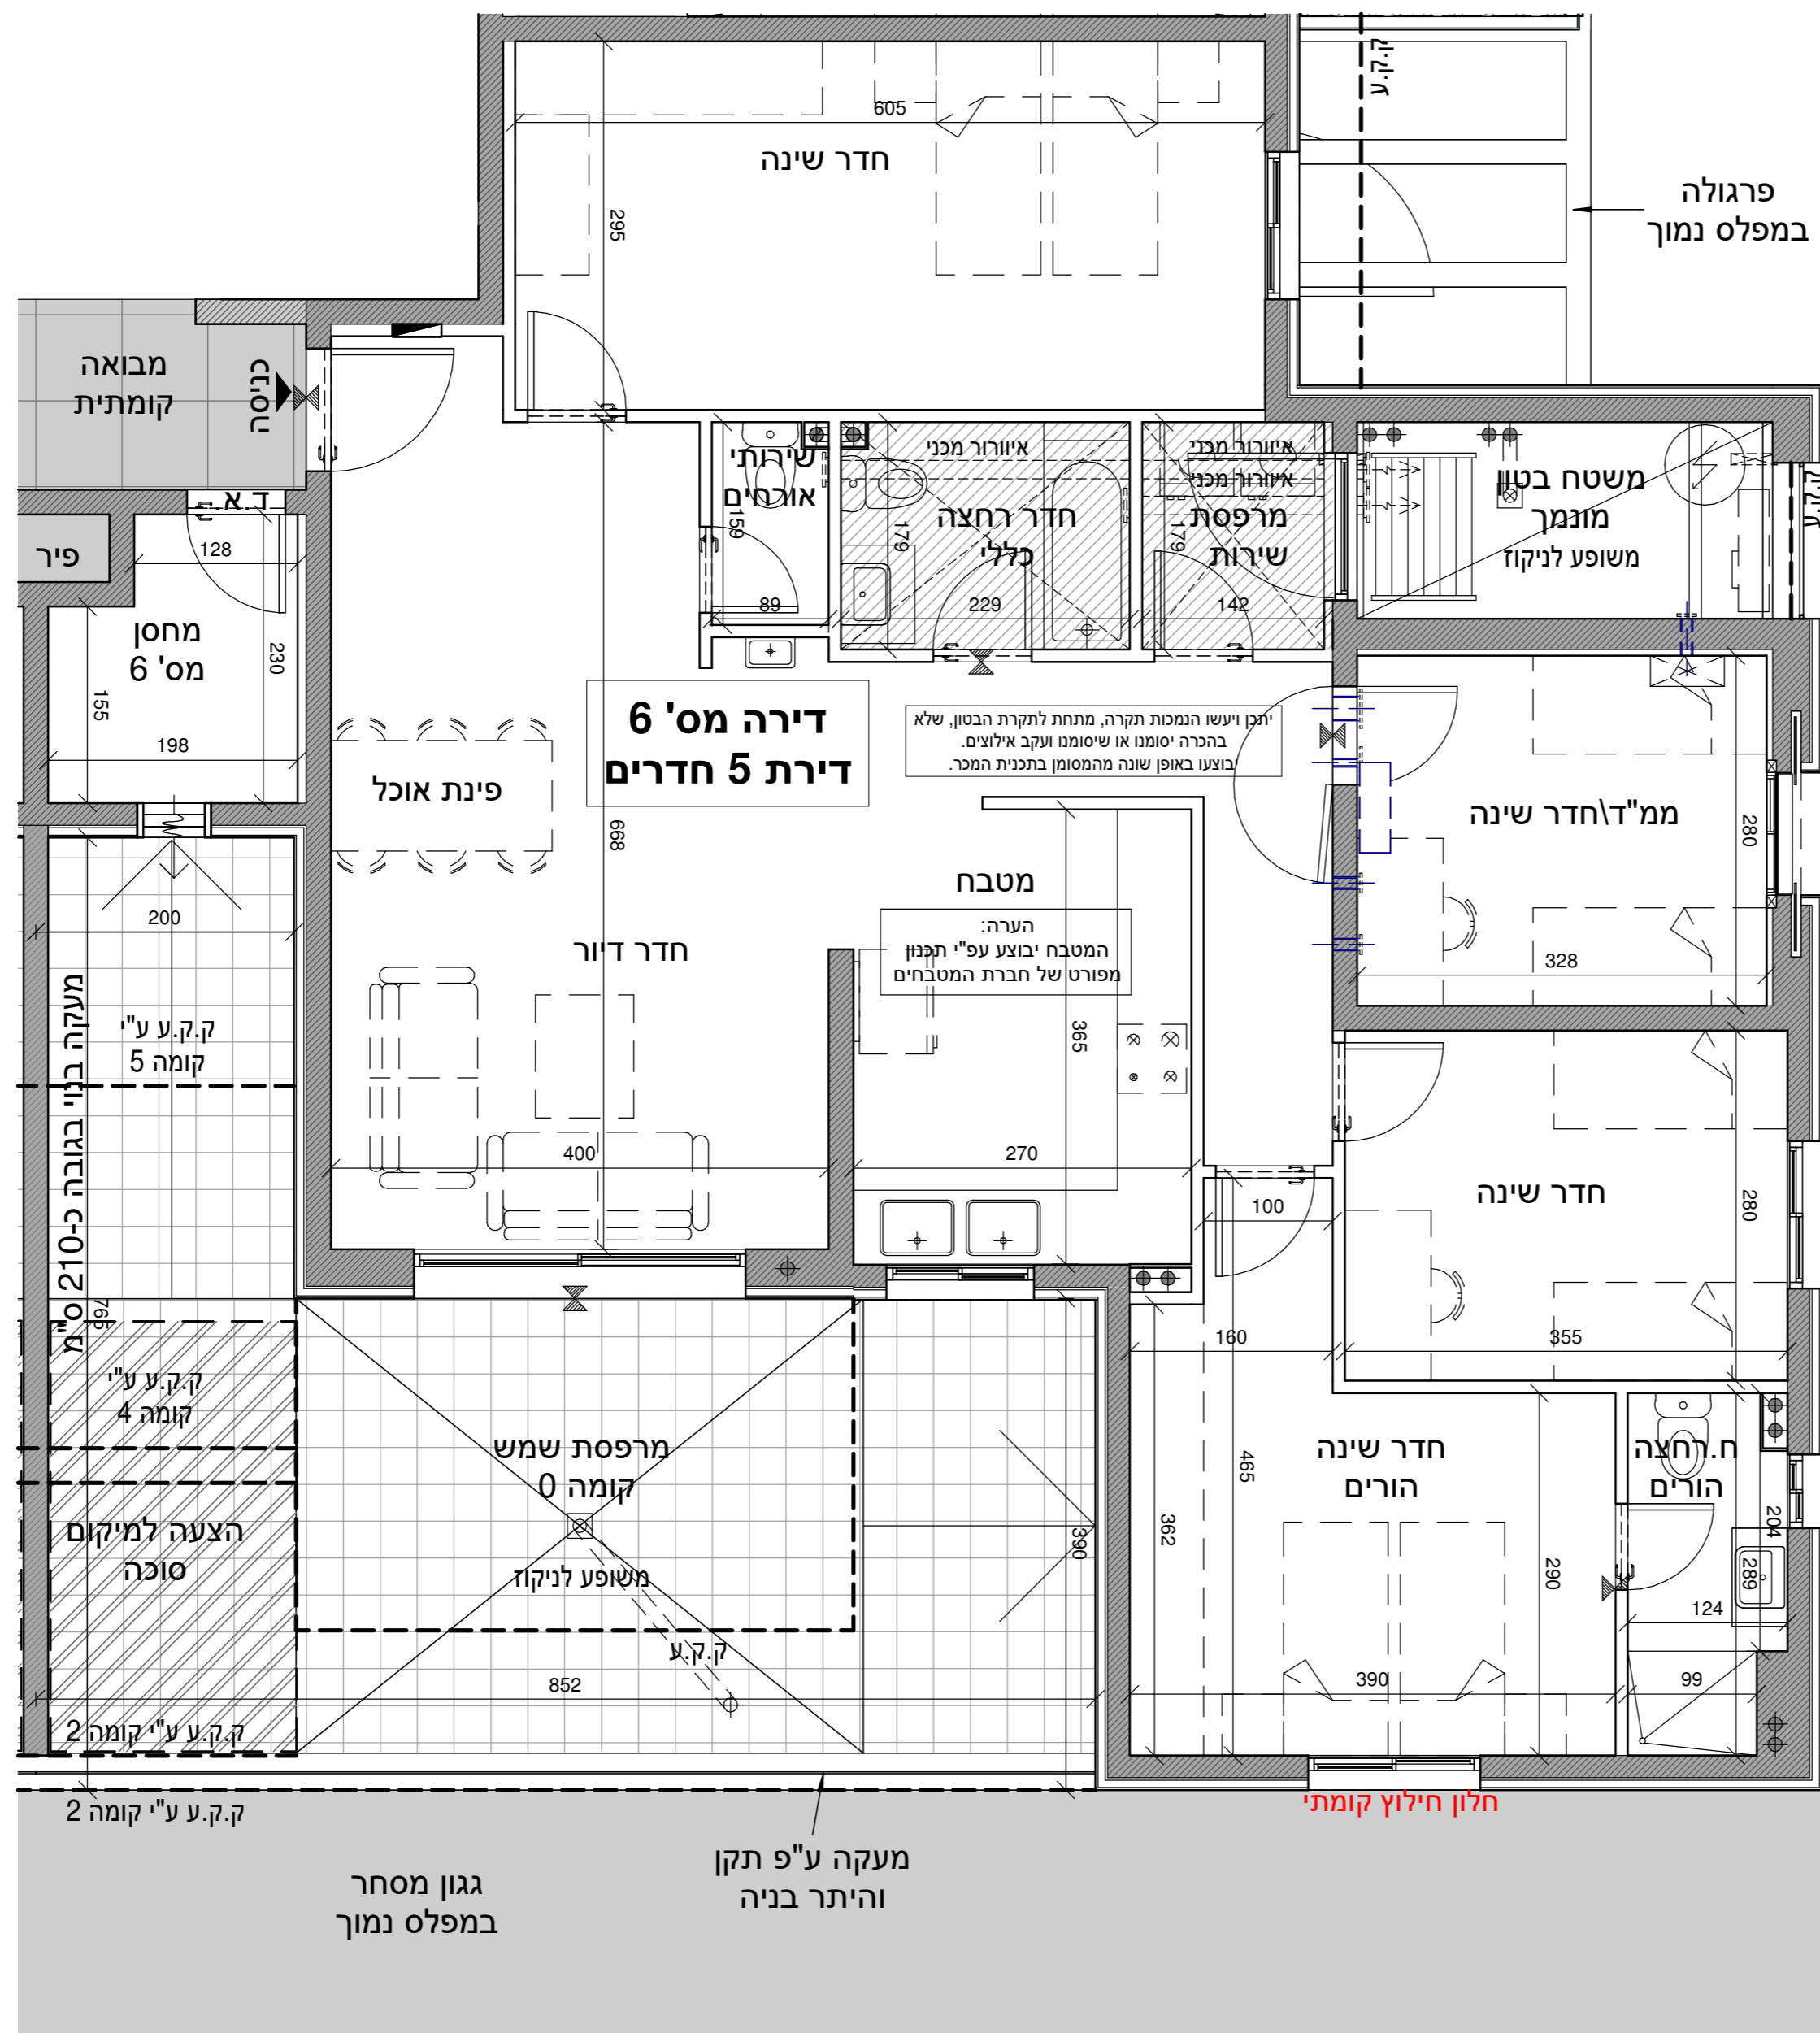 ק.ק.ע
605
חדר שינה
295
פרגולה
במפלס נמוך
מבואה
קומתית
כניסה
ד.א.
פיר
128
מחסן
מס' 6
230
155
198
שירותי
אורחים
159
89
איוורור מכני
חדר רחצה
כללי
179
229
איוורור מכני
איוורור מכני
מרפסת
שירות
179
142
משטח בטון
מונמך
משופע לניקוז
ק.ק.ע
דירה מס' 6
דירת 5 חדרים
יתכן ויעשו הנמכות תקרה, מתחת לתקרת הבטון, שלא
בהכרה יסומנו או שיסומנו ועקב אילוצים.
יבוצעו באופן שונה מהמסומן בתכנית המכר.
פינת אוכל
668
ממ"ד\חדר שינה
280
328
מטבח
הערה:
המטבח יבוצע עפ"י תכנון
מפורט של חברת המטבחים
365
270
חדר דיור
400
200
מעקה בנוי בגובה כ-210 ס"מ
765
ק.ק.ע ע"י
קומה 5
100
חדר שינה
280
355
160
ק.ק.ע ע"י
קומה 4
הצעה למיקום
סוכה
מרפסת שמש
קומה 0
משופע לניקוז
ק.ק.ע
852
390
חדר שינה
הורים
465
362
290
390
ח.רחצה
הורים
204
289
124
99
ק.ק.ע ע"י קומה 2
ק.ק.ע ע"י קומה 2
חלון חילוץ קומתי
מעקה ע"פ תקן
והיתר בניה
גגון מסחר
במפלס נמוך